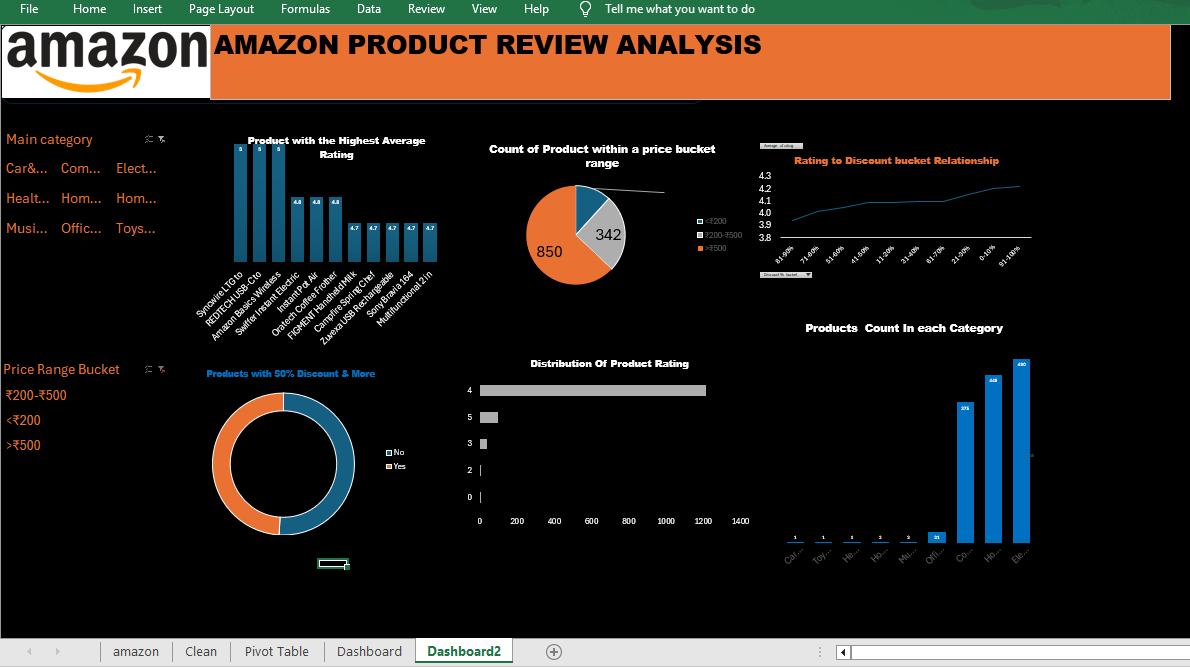 File Home Insert Page Layout Formulas Data Review View Help Tell me what you want to do
amazon
AMAZON PRODUCT REVIEW ANALYSIS
Main category
Car&... Com... Elect...
Healt... Hom... Hom...
Musi... Offic... Toys...
Price Range Bucket
₹200-₹500
<₹200
>₹500
Product with the Highest Average
Rating
5 5 5 4.8 4.8 4.8 4.7 4.7 4.7 4.7 4.7
Syncwire LTG to
REDTECH USB-C to
Amazon Basics Wireless
Swiffer Instant Electric
Instant Pot Air
Oratech Coffee Frother
FIGMENT Handheld Milk
Campfire Spring Chef
Zuvexa USB Rechargeable
Sony Bravia 164
Multifunctional 2 in
Count of Product within a price bucket
range
850
342
<₹200
₹200-₹500
>₹500
Average of rating
Rating to Discount bucket Relationship
4.3
4.2
4.1
4.0
3.9
3.8
81-90%
71-80%
51-60%
41-50%
11-20%
31-40%
61-70%
21-30%
0-10%
91-100%
Discount % bucket
Products with 50% Discount & More
No
Yes
Distribution Of Product Rating
4
5
3
2
0
0 200 400 600 800 1000 1200 1400
Products Count In each Category
1 1 1 2 2 31 375 448 490
Car...
Toy...
He...
Ho...
Mu...
Offi...
Co...
Ho...
Ele...
amazon Clean Pivot Table Dashboard Dashboard2